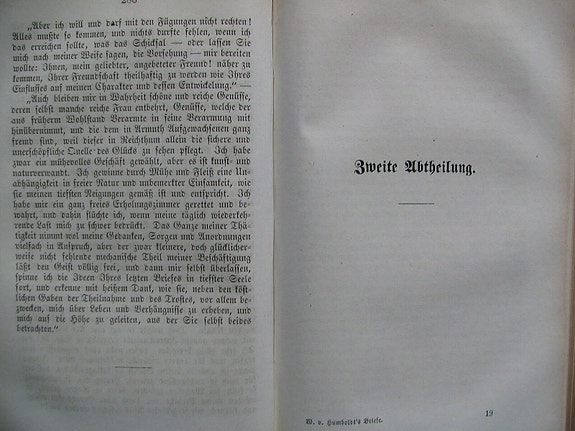 „Aber ich will und darf mit den Fügungen nicht rechten!
Alles mußte so kommen, und nichts durfte fehlen, wenn ich
das erreichen sollte, was das Schicksal — oder lassen Sie
mich nach meiner Weise sagen, die Vorsehung — mir bereiten
wollte: Ihnen, mein geliebter, angebeteter Freund! näher zu
kommen, Ihrer Freundschaft theilhaftig zu werden wie Ihres
Einflusses auf meinen Charakter und dessen Entwickelung.“ —
„Auch bleiben mir in Wahrheit schöne und reiche Genüsse,
deren selbst manche reiche Frau entbehrt, Genüsse, welche der
aus früherm Wohlstand Verarmte in seine Verarmung mit
hinübernimmt, und die dem in Armuth Aufgewachsenen ganz
fremd sind, weil dieser in Reichthum allein die sichere und
unerschöpfliche Quelle des Glücks zu sehen pflegt. Ich habe
zwar ein mühevolles Geschäft gewählt, aber es ist kunst- und
naturverwandt. Ich gewinne durch Mühe und Fleiß eine Un-
abhängigkeit in freier Natur und unbemerkter Einsamkeit, wie
sie meinen tiefsten Neigungen gemäß ist und entspricht. Ich
habe mir ein ganz freies Erholungszimmer gerettet und be-
wahrt, und dahin flüchte ich, wenn meine täglich wiederkeh-
rende Last mich zu schwer bedrückt. Das Ganze meiner Thä-
tigkeit nimmt wol meine Gedanken, Sorgen und Anordnungen
vielfach in Anspruch, aber der zwar kleinere, doch glücklicher-
weise nicht fehlende mechanische Theil meiner Beschäftigung
läßt den Geist völlig frei, und dann mir selbst überlassen,
spinne ich die Ideen Ihres letzten Briefes in tiefster Seele
fort, und erkenne mit heißem Dank, wie sie, neben den köst-
lichen Gaben der Theilnahme und des Trostes, vor allem be-
zwecken, mich über Leben und Verhängnisse zu erheben, und
mich auf die Höhe zu geleiten, aus der Sie selbst beides
betrachten.“
Zweite Abtheilung.
W. v. Humboldt's Briefe.
19